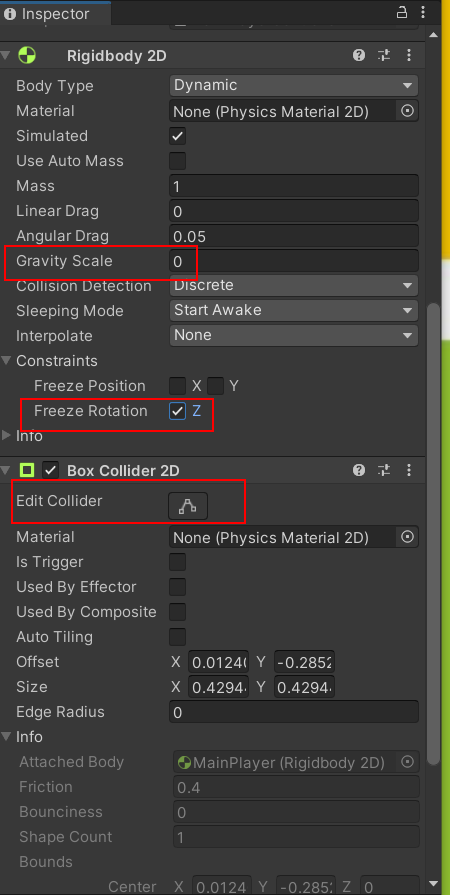 Inspector
Rigidbody 2D
Body Type Dynamic
Material None (Physics Material 2D)
Simulated
Use Auto Mass
Mass 1
Linear Drag 0
Angular Drag 0.05
Gravity Scale 0
Collision Detection Discrete
Sleeping Mode Start Awake
Interpolate None
Constraints
Freeze Position X Y
Freeze Rotation Z
Info
Box Collider 2D
Edit Collider
Material None (Physics Material 2D)
Is Trigger
Used By Effector
Used By Composite
Auto Tiling
Offset X 0.0124 Y -0.2852
Size X 0.4294 Y 0.4294
Edge Radius 0
Info
Attached Body MainPlayer (Rigidbody 2D)
Friction 0.4
Bounciness 0
Shape Count 1
Bounds
Center X 0.0124 Y -0.2852 Z 0